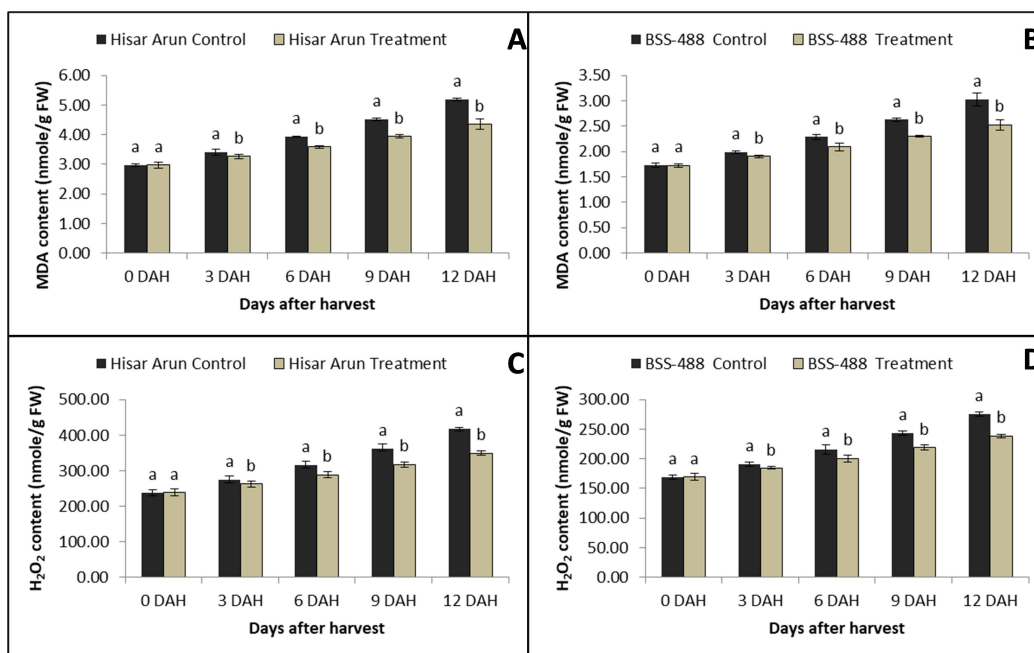 Hisar Arun Control Hisar Arun Treatment A
MDA content (nmole/g FW)
6.00
5.00
4.00
3.00
2.00
1.00
0.00
a a a b a b a b a b
0 DAH 3 DAH 6 DAH 9 DAH 12 DAH
Days after harvest
BSS-488 Control BSS-488 Treatment B
MDA content (nmole/g FW)
3.50
3.00
2.50
2.00
1.50
1.00
0.50
0.00
a a a b a b a b a b
0 DAH 3 DAH 6 DAH 9 DAH 12 DAH
Days after harvest
Hisar Arun Control Hisar Arun Treatment C
H₂O₂ content (nmole/g FW)
500.00
400.00
300.00
200.00
100.00
0.00
a a a b a b a b a b
0 DAH 3 DAH 6 DAH 9 DAH 12 DAH
Days after harvest
BSS-488 Control BSS-488 Treatment D
H₂O₂ content (nmole/g FW)
300.00
250.00
200.00
150.00
100.00
50.00
0.00
a a a b a b a b a b
0 DAH 3 DAH 6 DAH 9 DAH 12 DAH
Days after harvest